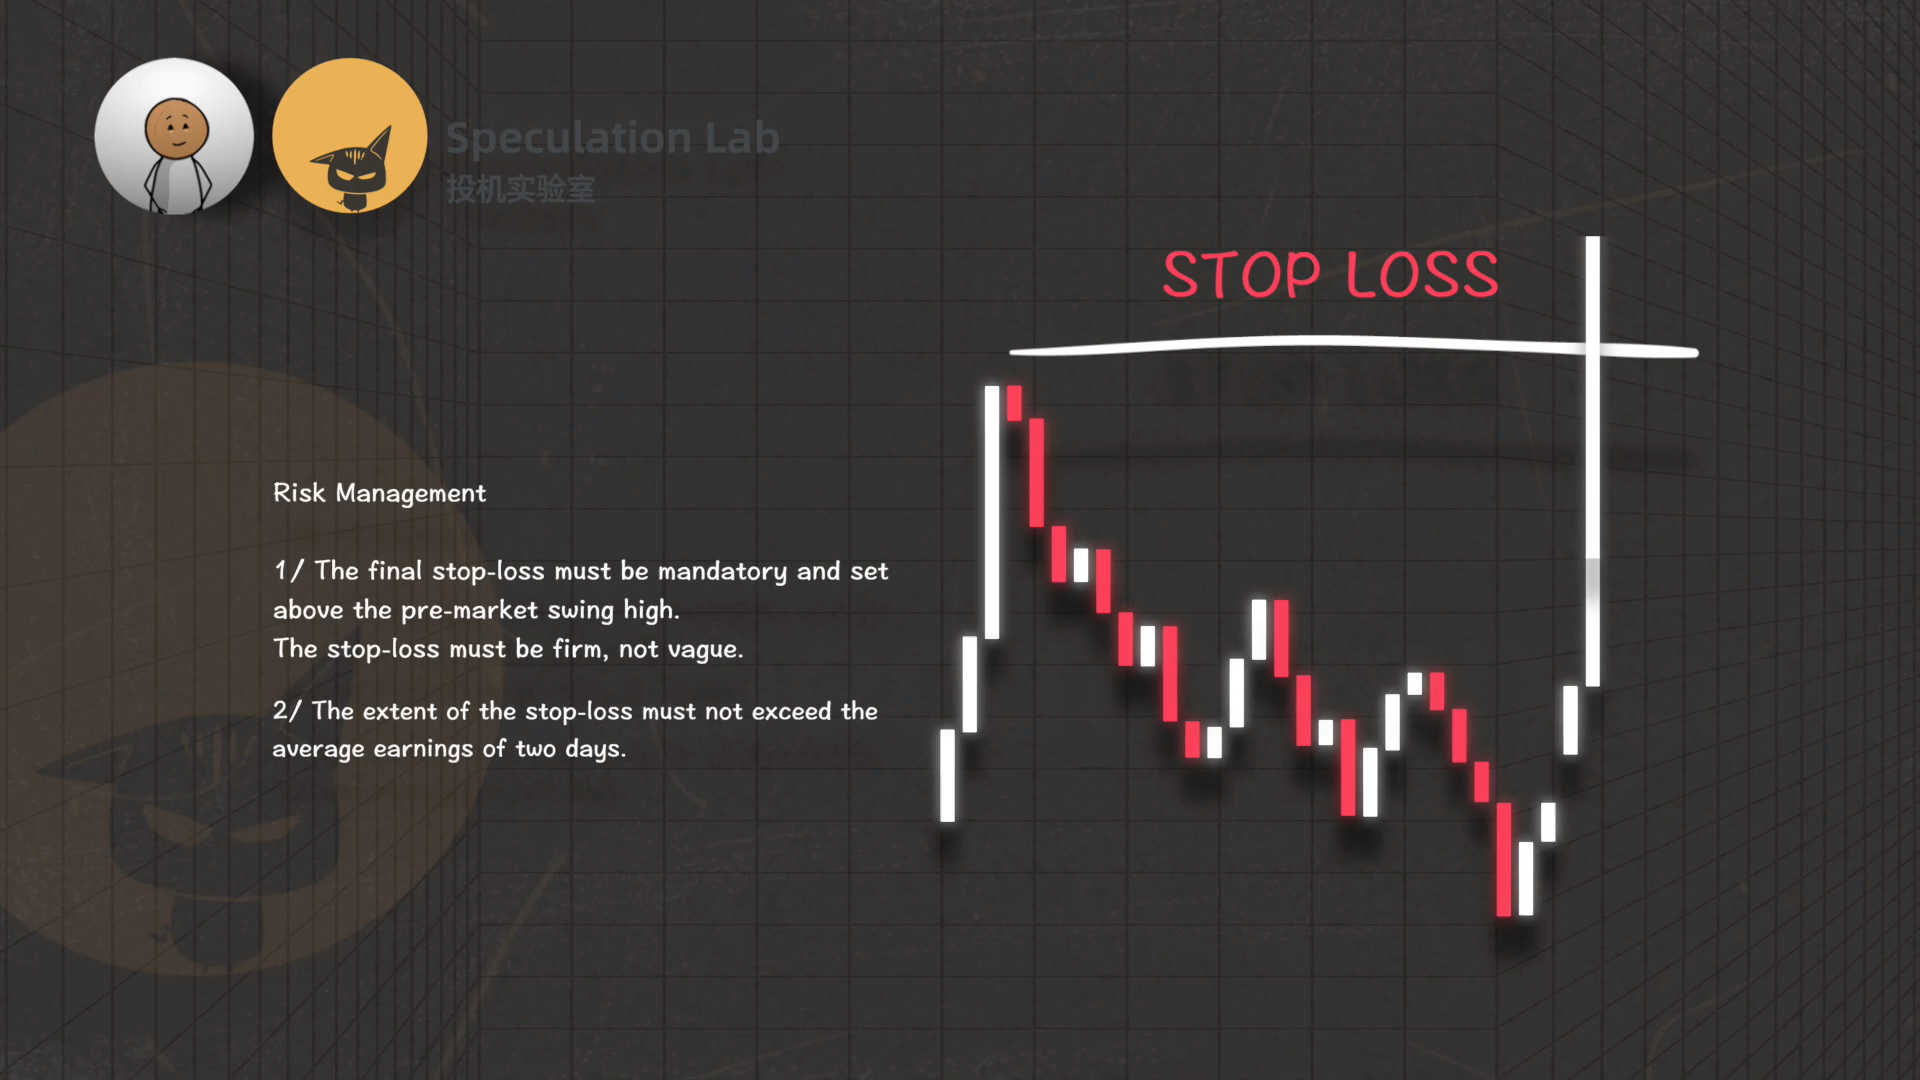 Speculation Lab
投机实验室
STOP LOSS
Risk Management
1/ The final stop-loss must be mandatory and set
above the pre-market swing high.
The stop-loss must be firm, not vague.
2/ The extent of the stop-loss must not exceed the
average earnings of two days.